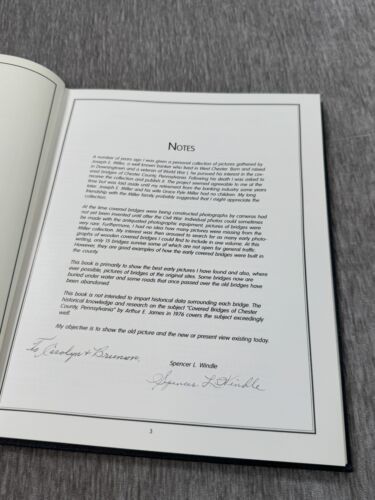 NOTES
A number of years ago I was given a personal collection of pictures gathered by
Joseph E. Miller, a well known banker who lived in West Chester. Born and raised
in Downingtown and a veteran of World War I, he pursued his interest in the cov-
ered bridges of Chester County, Pennsylvania. Following his death I was asked to
receive the collection and publish it. The project seemed agreeable to me at the
time but was laid aside until my retirement from the banking industry some years
later. Joseph E. Miller and his wife Grace Pyle Miller had no children. My long
friendship with the Miller family probably suggested that I might appreciate the
collection.
At the time covered bridges were being constructed photographs by cameras had
not yet been invented until after the Civil War. Individual photos could sometimes
very rare. Furthermore, I had no idea how many pictures were missing from the
Miller collection. My interest was then aroused to search for as many early photo-
graphs of wooden covered bridges I could find to include in one volume. At this
writing, only 15 bridges survive some of which are not open for general traffic.
However, they are good examples of how the early covered bridges were built in
the county.
This book is primarily to show the best early pictures I have found and also, where
ever possible, pictures of bridges at the original sites. Some bridges now are
buried under water and some roads that once passed over the old bridges have
been abandoned.
This book is not intended to import historical data surrounding each bridge. The
historical knowledge and research on the subject "Covered Bridges of Chester
County, Pennsylvania" by Arthur E. James in 1976 covers the subject exceedingly
well.
My objective is to show the old picture and the new or present view existing today.
To Carolyn & Brunson
Spencer L. Windle
Spencer L Windle
3